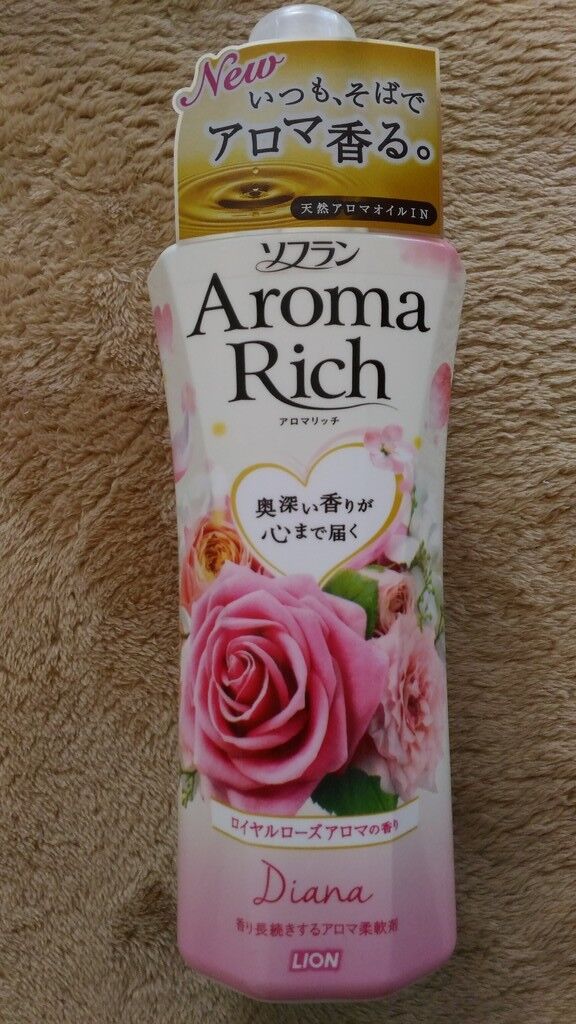 New
いつも、そばで
アロマ香る。
天然アロマオイルIN
ソフラン
Aroma
Rich
アロマリッチ
奥深い香りが
心まで届く
ロイヤルローズアロマの香り
Diana
香り長続きするアロマ柔軟剤
LION